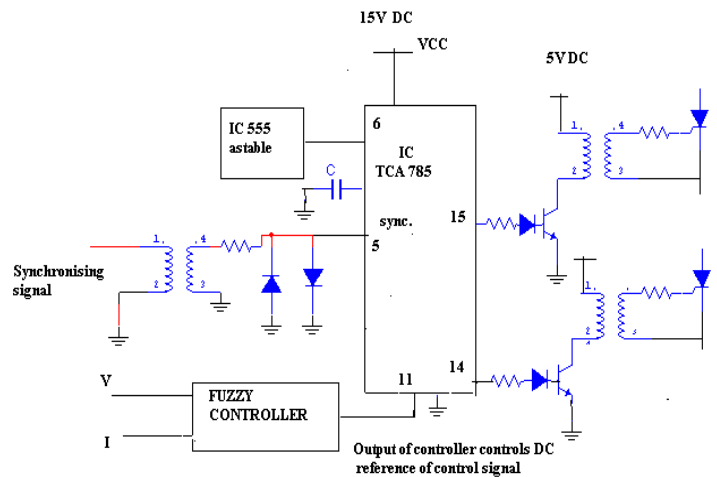 15V DC
VCC
5V DC
IC 555
astable
6
IC
TCA 785
C
sync.
5
15
14
11
1.
.4
2
3
1.
.4
2
3
1.
2
1.
.4
2
3
Synchronising
signal
V
I
FUZZY
CONTROLLER
Output of controller controls DC
reference of control signal